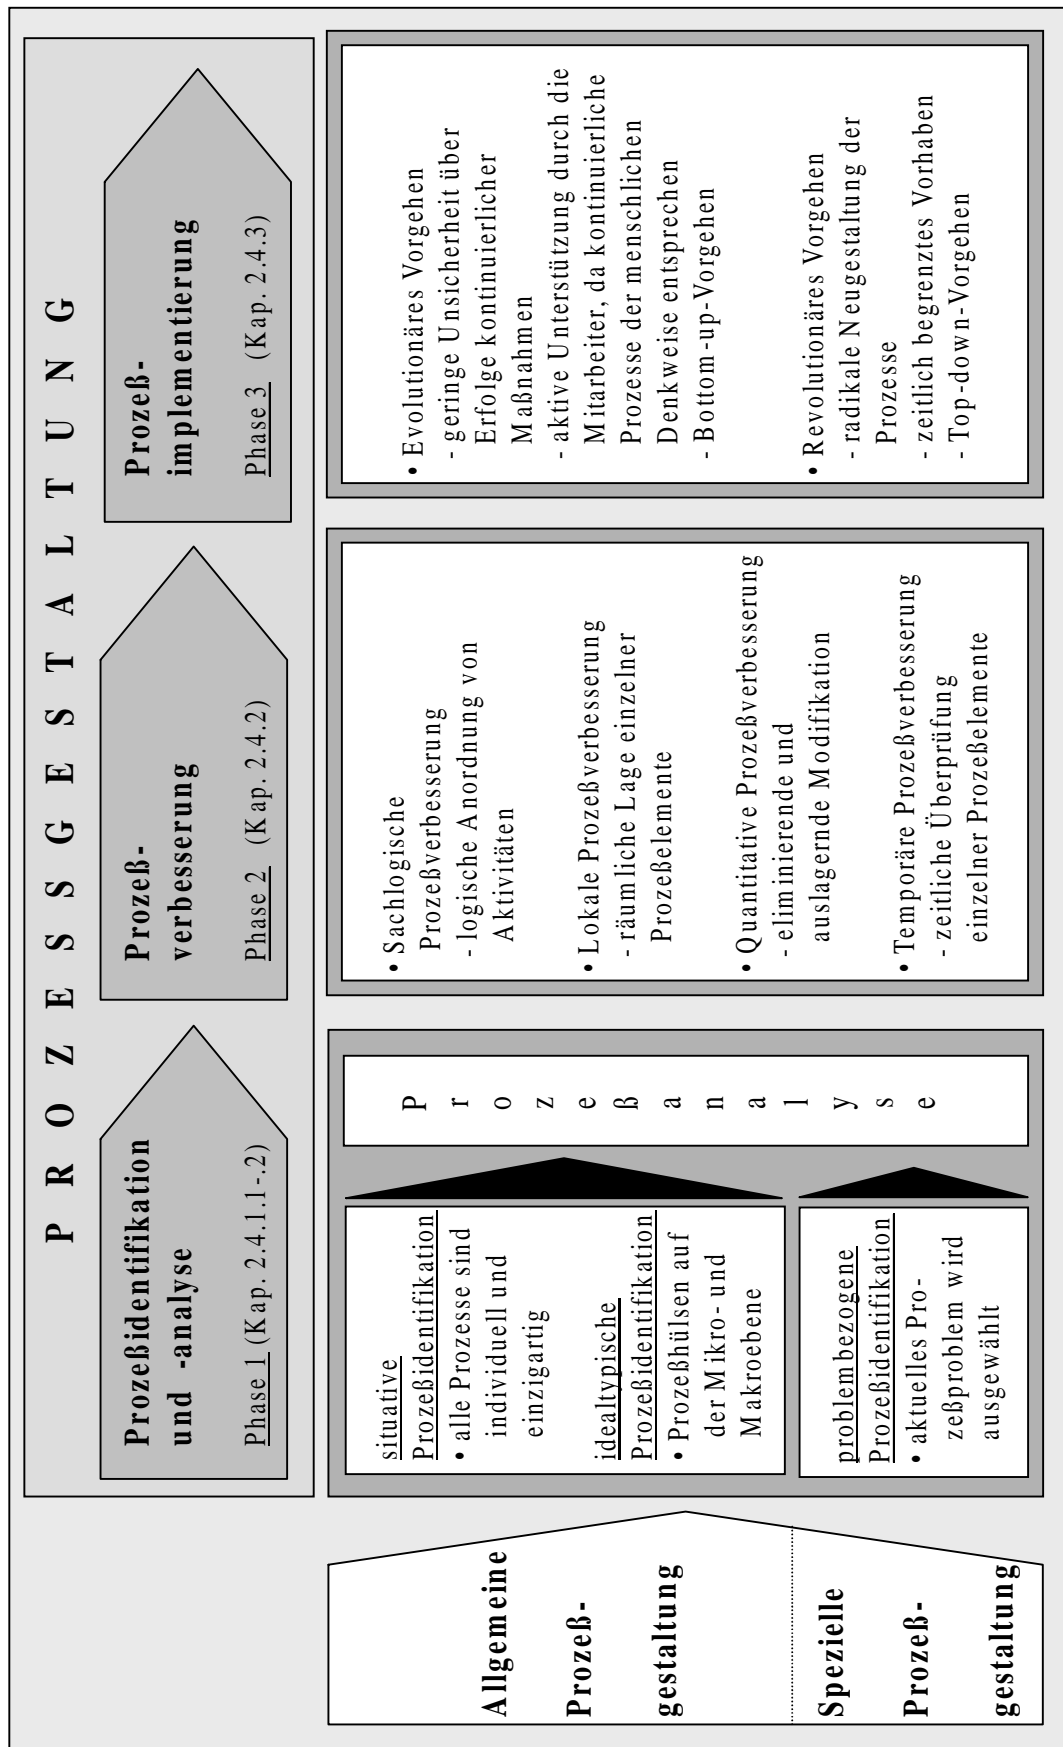 PROZESSGESTALTUNG
Prozeßidentifikation
und -analyse
Phase 1 (Kap. 2.4.1.1-.2)
Prozeß-
verbesserung
Phase 2 (Kap. 2.4.2)
Prozeß-
implementierung
Phase 3 (Kap. 2.4.3)
Allgemeine
Prozeß-
gestaltung
Spezielle
Prozeß-
gestaltung
situative
Prozeßidentifikation
• alle Prozesse sind
individuell und
einzigartig
idealtypische
Prozeßidentifikation
• Prozeßhülsen auf
der Mikro- und
Makroebene
problembezogene
Prozeßidentifikation
• aktuelles Pro-
zeßproblem wird
ausgewählt
Prozeßanalyse
• Sachlogische
Prozeßverbesserung
- logische Anordnung von
Aktivitäten
• Lokale Prozeßverbesserung
- räumliche Lage einzelner
Prozeßelemente
• Quantitative Prozeßverbesserung
- eliminierende und
auslagernde Modifikation
• Temporäre Prozeßverbesserung
- zeitliche Überprüfung
einzelner Prozeßelemente
• Evolutionäres Vorgehen
- geringe Unsicherheit über
Erfolge kontinuierlicher
Maßnahmen
- aktive Unterstützung durch die
Mitarbeiter, da kontinuierliche
Prozesse der menschlichen
Denkweise entsprechen
- Bottom-up-Vorgehen
• Revolutionäres Vorgehen
- radikale Neugestaltung der
Prozesse
- zeitlich begrenztes Vorhaben
- Top-down-Vorgehen